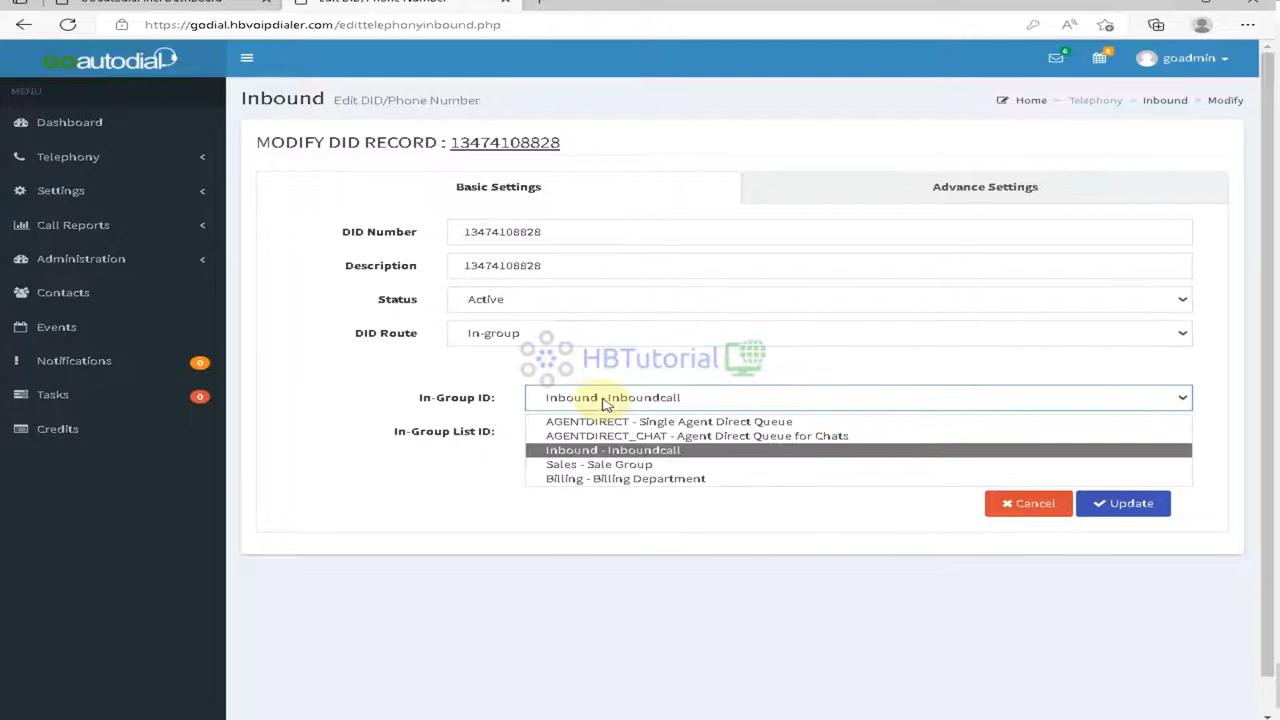 https://godial.hbvoipdialer.com/edittelephonyinbound.php
GOautodial
goadmin
MENU
Dashboard
Telephony
Settings
Call Reports
Administration
Contacts
Events
Notifications 0
Tasks 0
Credits
Inbound Edit DID/Phone Number
Home Telephony Inbound Modify
MODIFY DID RECORD : 13474108828
Basic Settings
Advance Settings
DID Number 13474108828
Description 13474108828
Status Active
DID Route In-group
HBTutorial
In-Group ID: Inbound - Inboundcall
AGENTDIRECT - Single Agent Direct Queue
AGENTDIRECT_CHAT - Agent Direct Queue for Chats
Inbound - Inboundcall
Sales - Sale Group
Billing - Billing Department
In-Group List ID:
Cancel
Update